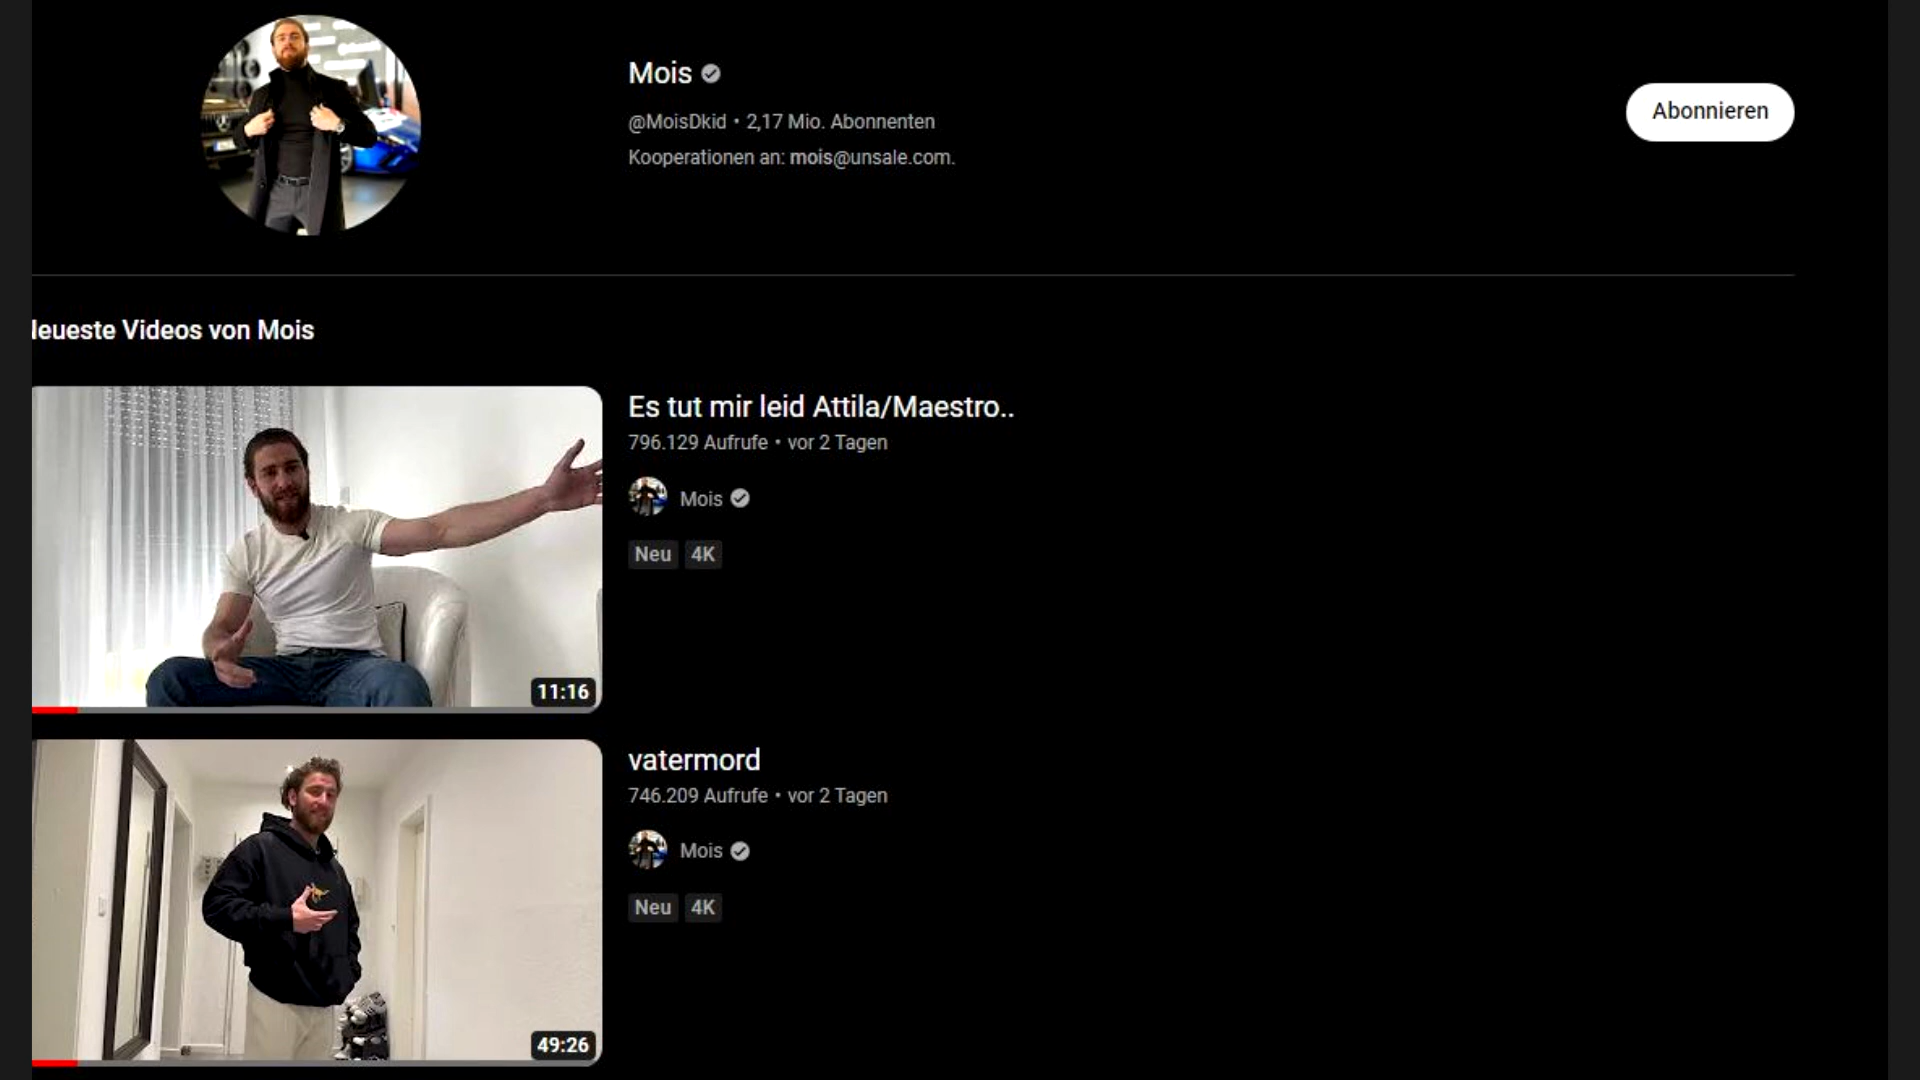 Mois
@MoisDkid • 2,17 Mio. Abonnenten
Kooperationen an: mois@unsale.com.
Abonnieren
Neueste Videos von Mois
Es tut mir leid Attila/Maestro..
796.129 Aufrufe • vor 2 Tagen
Mois
Neu 4K
11:16
vatermord
746.209 Aufrufe • vor 2 Tagen
Mois
Neu 4K
49:26